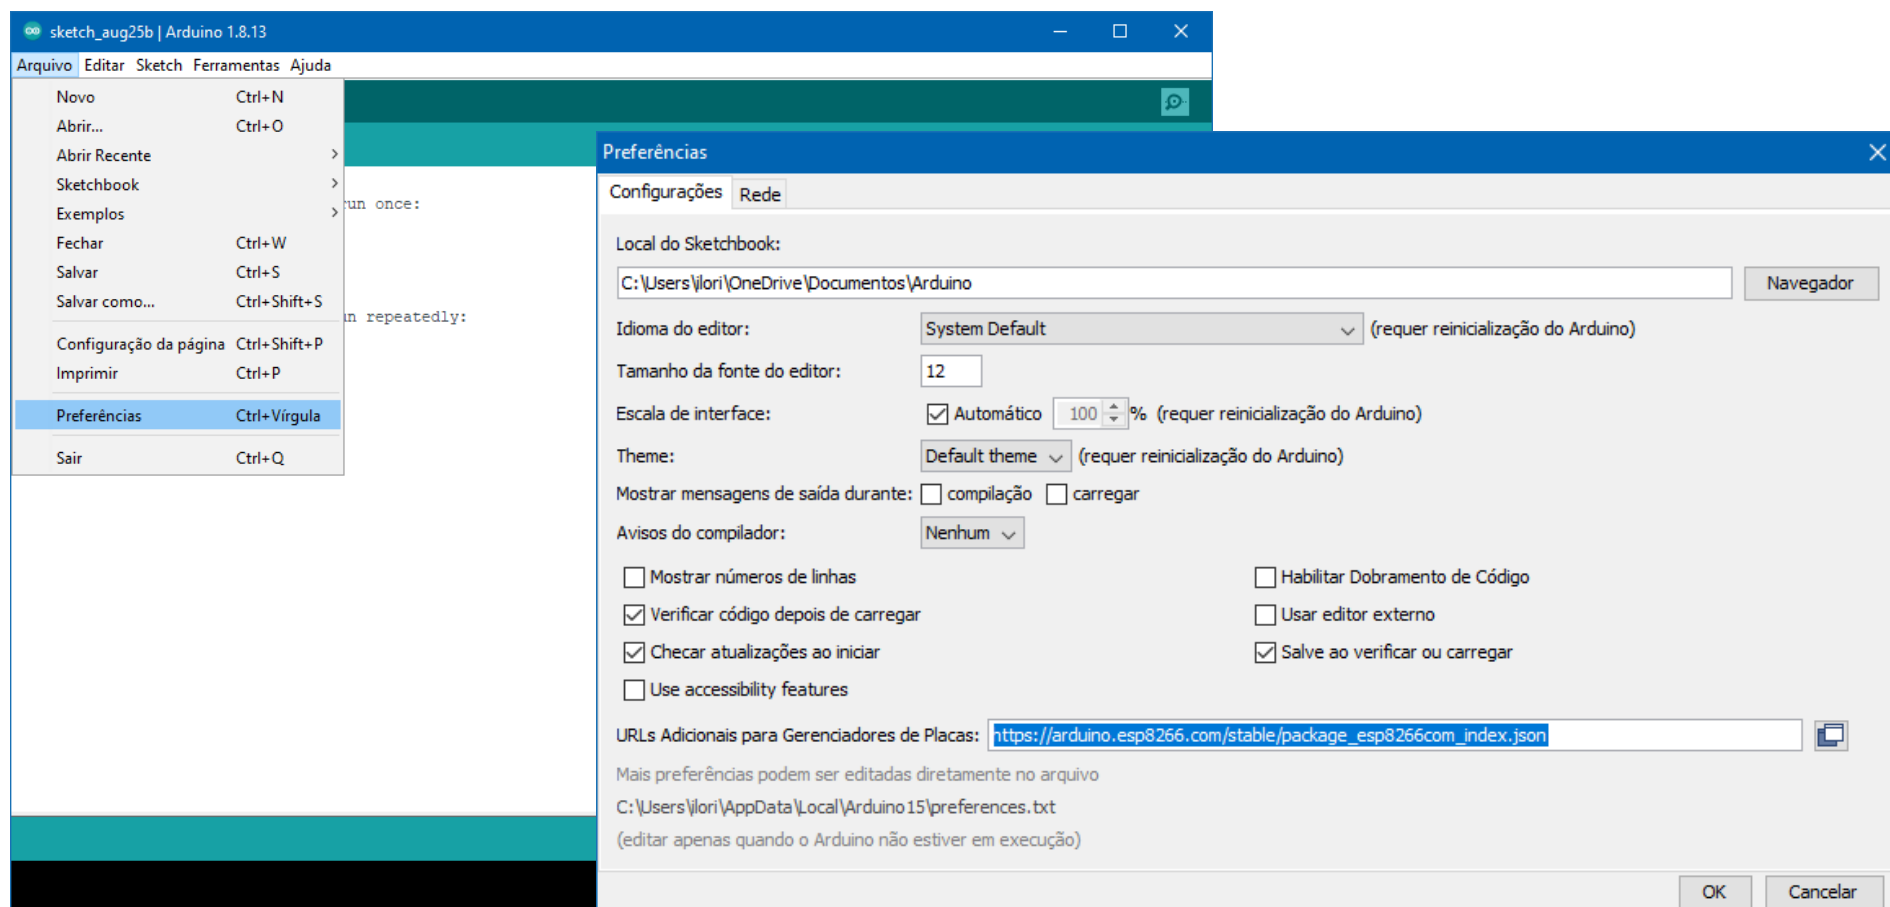 sketch_aug25b | Arduino 1.8.13
Arquivo Editar Sketch Ferramentas Ajuda
Novo Ctrl+N
Abrir... Ctrl+O
Abrir Recente
Sketchbook
Exemplos
Fechar Ctrl+W
Salvar Ctrl+S
Salvar como... Ctrl+Shift+S
Configuração da página Ctrl+Shift+P
Imprimir Ctrl+P
Preferências Ctrl+Vírgula
Sair Ctrl+Q
run once:
un repeatedly:
Preferências
Configurações Rede
Local do Sketchbook:
C:\Users\ilori\OneDrive\Documentos\Arduino Navegador
Idioma do editor: System Default (requer reinicialização do Arduino)
Tamanho da fonte do editor: 12
Escala de interface: Automático 100 % (requer reinicialização do Arduino)
Theme: Default theme (requer reinicialização do Arduino)
Mostrar mensagens de saída durante: compilação carregar
Avisos do compilador: Nenhum
Mostrar números de linhas Habilitar Dobramento de Código
Verificar código depois de carregar Usar editor externo
Checar atualizações ao iniciar Salve ao verificar ou carregar
Use accessibility features
URLs Adicionais para Gerenciadores de Placas: https://arduino.esp8266.com/stable/package_esp8266com_index.json
Mais preferências podem ser editadas diretamente no arquivo
C:\Users\ilori\AppData\Local\Arduino15\preferences.txt
(editar apenas quando o Arduino não estiver em execução)
OK Cancelar